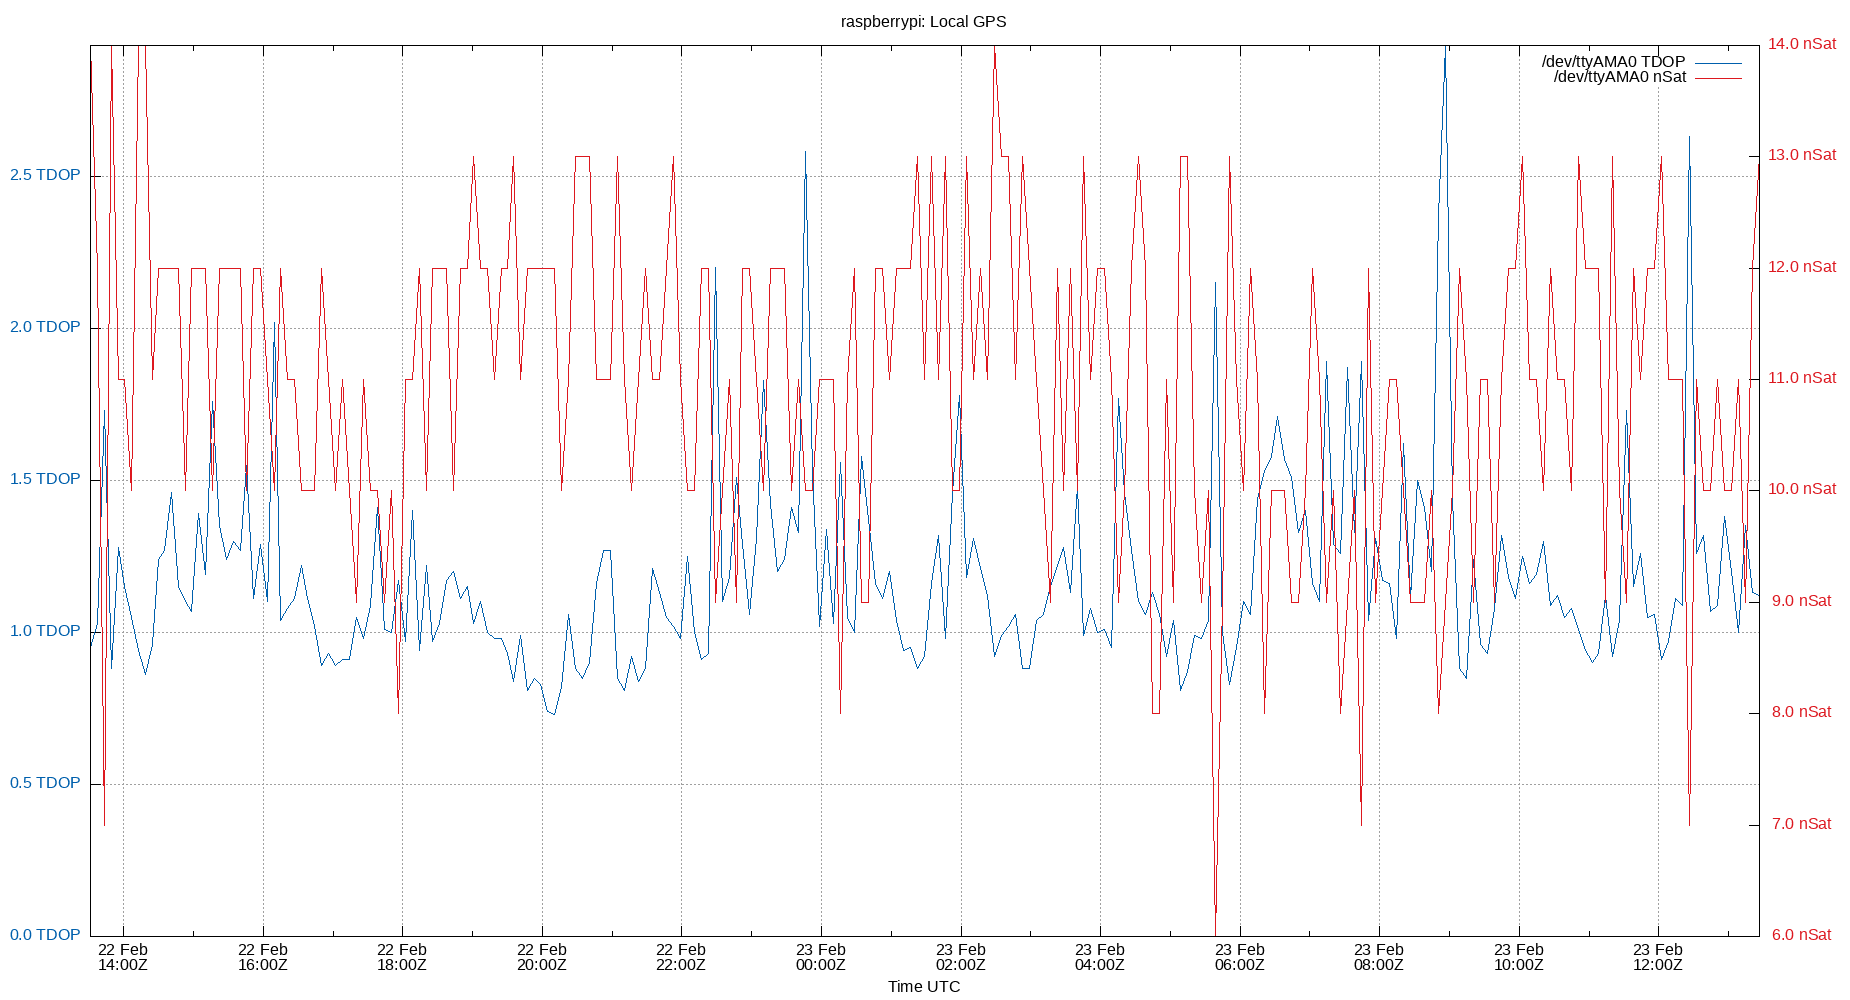 raspberrypi: Local GPS
14.0 nSat
/dev/ttyAMA0 TDOP
/dev/ttyAMA0 nSat
13.0 nSat
2.5 TDOP
12.0 nSat
2.0 TDOP
11.0 nSat
1.5 TDOP
10.0 nSat
9.0 nSat
1.0 TDOP
8.0 nSat
0.5 TDOP
7.0 nSat
0.0 TDOP
6.0 nSat
22 Feb 22 Feb 22 Feb 22 Feb 22 Feb 23 Feb 23 Feb 23 Feb 23 Feb 23 Feb 23 Feb 23 Feb
14:00Z 16:00Z 18:00Z 20:00Z 22:00Z 00:00Z 02:00Z 04:00Z 06:00Z 08:00Z 10:00Z 12:00Z
Time UTC